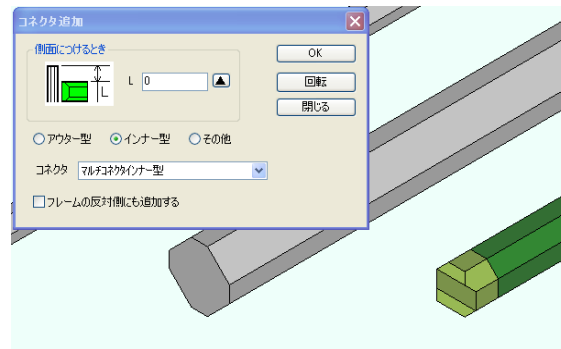 コネクタ追加
側面につけるとき
L
L 0
OK
回転
閉じる
アウター型 インナー型 その他
コネクタ マルチコネクタインナー型
フレームの反対側にも追加する